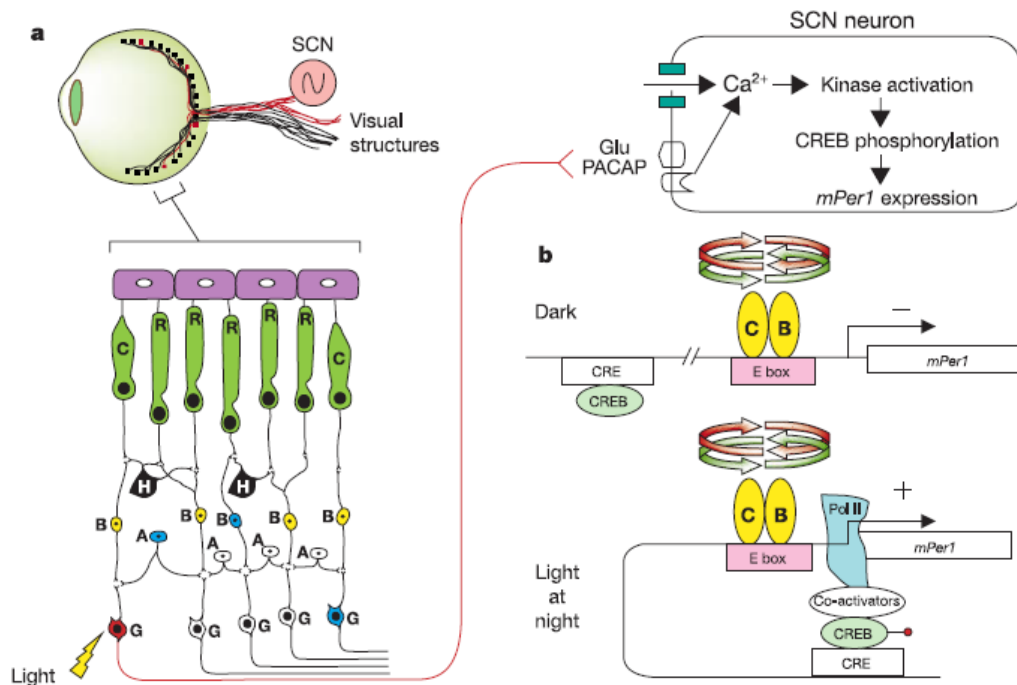 a
SCN
Visual
structures
SCN neuron
Ca2+
Kinase activation
CREB phosphorylation
mPer1 expression
Glu
PACAP
C
R
R
R
R
R
C
H
H
B
B
B
B
B
A
A
A
A
G
G
G
G
G
Light
b
Dark
C B
–
mPer1
E box
CRE
CREB
C B
Pol II
+
mPer1
E box
Light
at
night
Co-activators
CREB
CRE